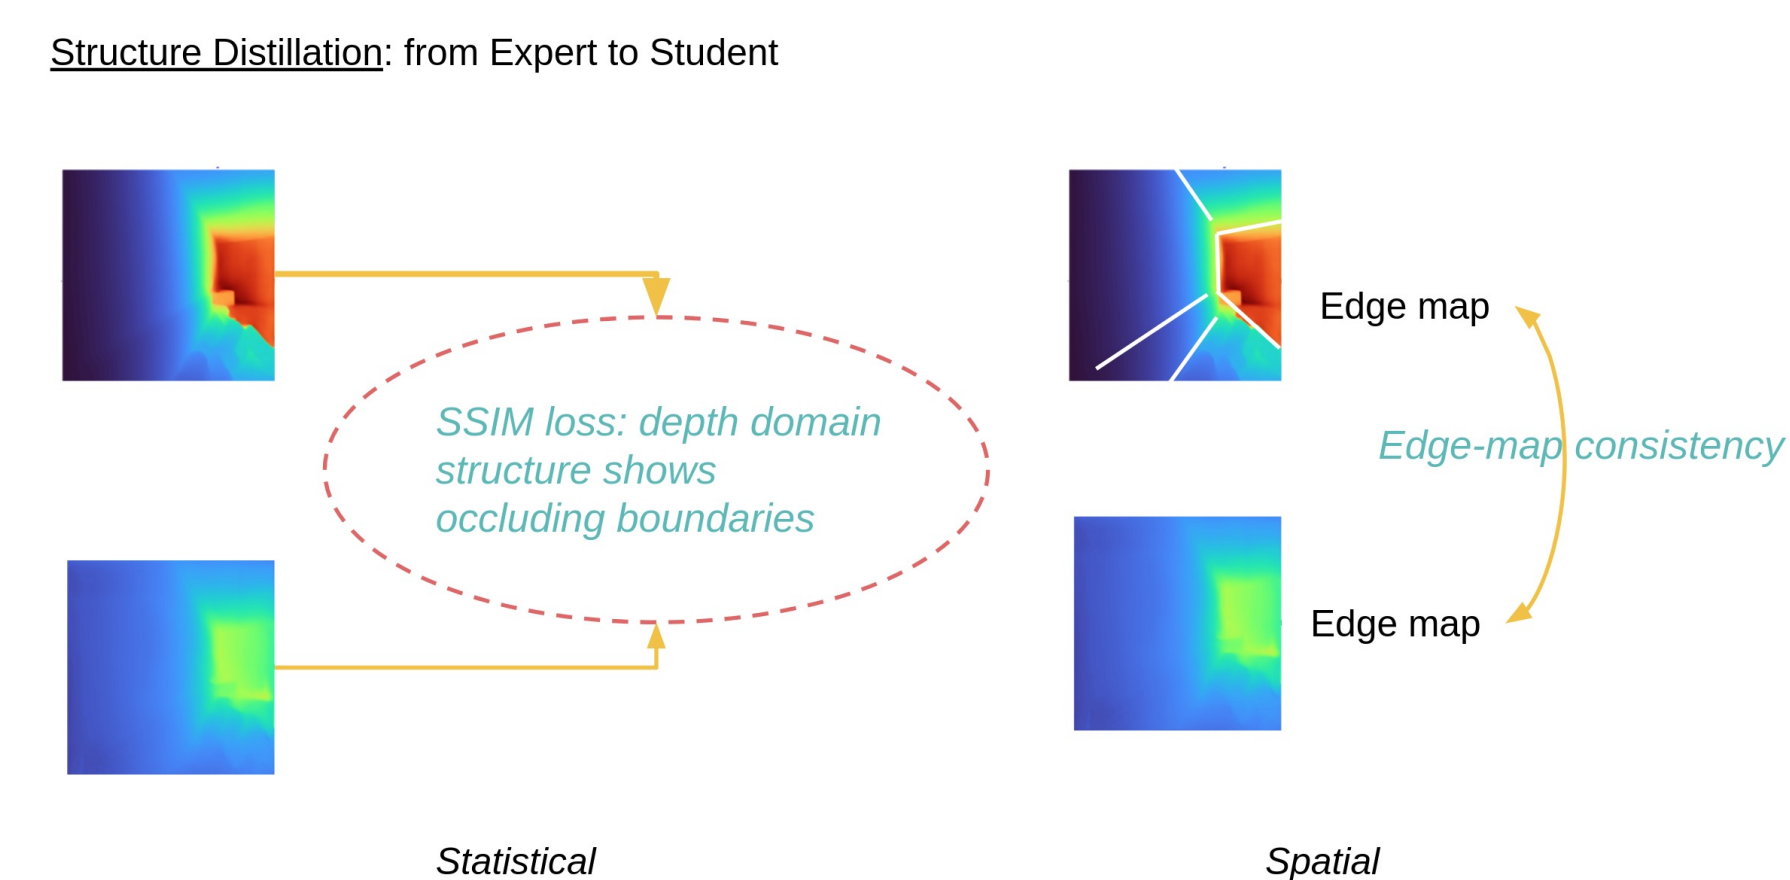 Structure Distillation: from Expert to Student
SSIM loss: depth domain
structure shows
occluding boundaries
Edge map
Edge-map consistency
Edge map
Statistical
Spatial